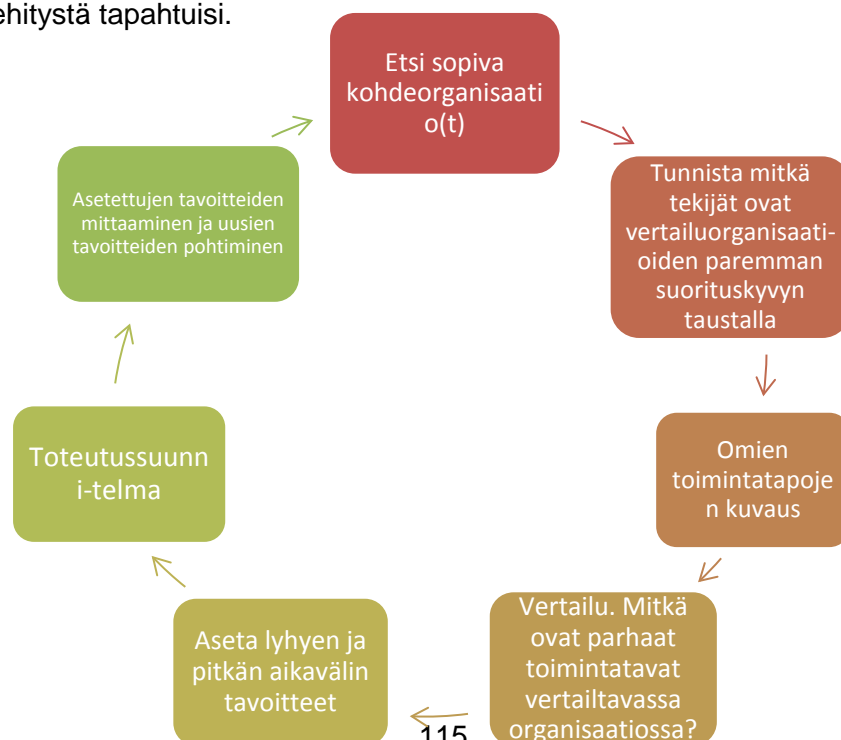 ehitystä tapahtuisi.
Etsi sopiva
kohdeorganisaati
o(t)
Tunnista mitkä
tekijät ovat
vertailuorganisaati-
oiden paremman
suorituskyvyn
taustalla
Omien
toimintatapoje
n kuvaus
Vertailu. Mitkä
ovat parhaat
toimintatavat
vertailtavassa
organisaatiossa?
Aseta lyhyen ja
pitkän aikavälin
tavoitteet
Toteutussuunn
i-telma
Asetettujen tavoitteiden
mittaaminen ja uusien
tavoitteiden pohtiminen
115